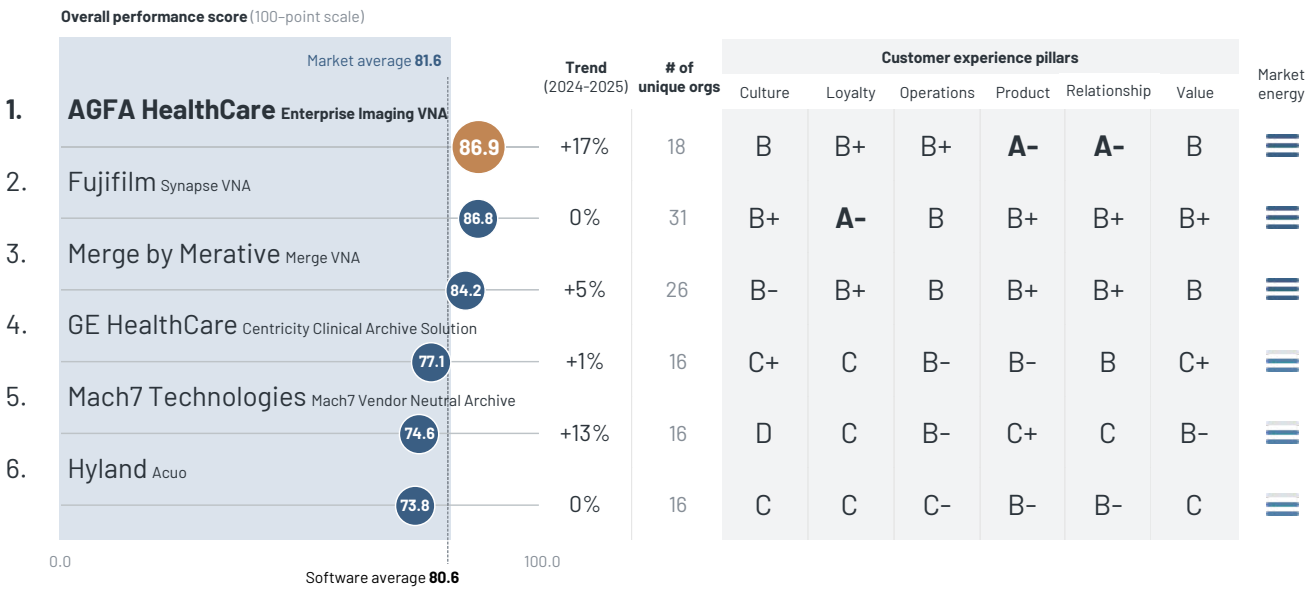 Overall performance score (100-point scale)
Market average 81.6
Trend
(2024-2025)
# of
unique orgs
Customer experience pillars
Culture Loyalty Operations Product Relationship Value
Market
energy
1. AGFA HealthCare Enterprise Imaging VNA
86.9 +17% 18 B B+ B+ A- A- B
2. Fujifilm Synapse VNA
86.8 0% 31 B+ A- B B+ B+ B+
3. Merge by Merative Merge VNA
84.2 +5% 26 B- B+ B B+ B+ B
4. GE HealthCare Centricity Clinical Archive Solution
77.1 +1% 16 C+ C B- B- B C+
5. Mach7 Technologies Mach7 Vendor Neutral Archive
74.6 +13% 16 D C B- C+ C B-
6. Hyland Acuo
73.8 0% 16 C C C- B- B- C
0.0 100.0
Software average 80.6